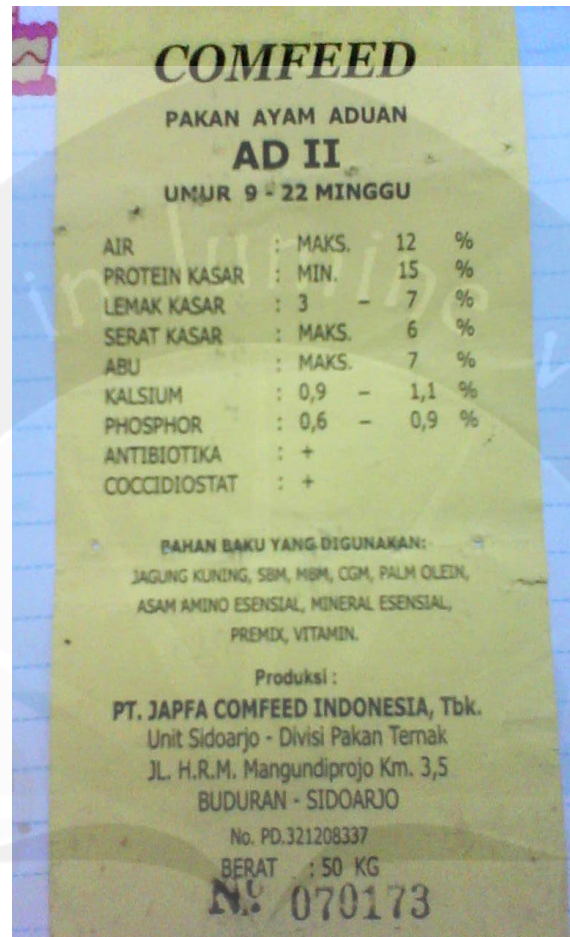 COMFEED
PAKAN AYAM ADUAN
AD II
UMUR 9 - 22 MINGGU
AIR : MAKS. 12 %
PROTEIN KASAR : MIN. 15 %
LEMAK KASAR : 3 – 7 %
SERAT KASAR : MAKS. 6 %
ABU : MAKS. 7 %
KALSIUM : 0,9 – 1,1 %
PHOSPHOR : 0,6 – 0,9 %
ANTIBIOTIKA : +
COCCIDIOSTAT : +
BAHAN BAKU YANG DIGUNAKAN:
JAGUNG KUNING, SBM, MBM, CGM, PALM OLEIN,
ASAM AMINO ESENSIAL, MINERAL ESENSIAL,
PREMIX, VITAMIN.
Produksi :
PT. JAPFA COMFEED INDONESIA, Tbk.
Unit Sidoarjo - Divisi Pakan Ternak
JL. H.R.M. Mangundiprojo Km. 3,5
BUDURAN - SIDOARJO
No. PD.321208337
BERAT : 50 KG
Nº 070173
in lumine